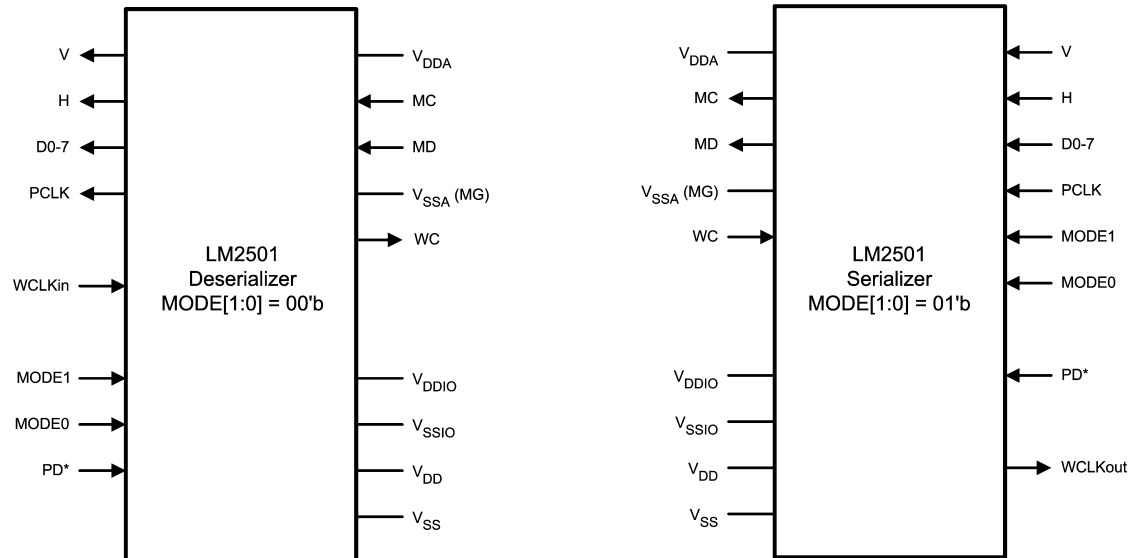 V
H
D0-7
PCLK
WCLKin
MODE1
MODE0
PD*
LM2501
Deserializer
MODE[1:0] = 00'b
VDDA
MC
MD
VSSA (MG)
WC
VDDIO
VSSIO
VDD
VSS
VDDA
MC
MD
VSSA (MG)
WC
VDDIO
VSSIO
VDD
VSS
LM2501
Serializer
MODE[1:0] = 01'b
V
H
D0-7
PCLK
MODE1
MODE0
PD*
WCLKout